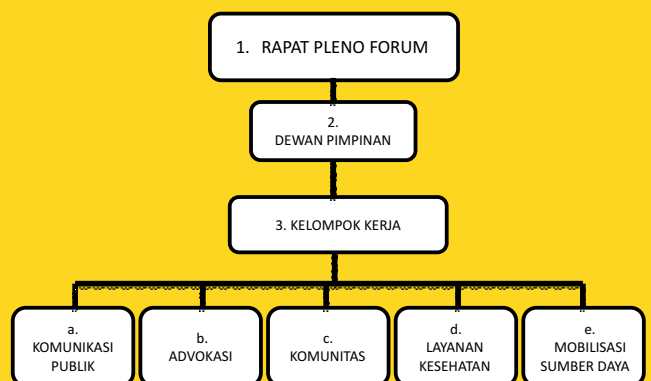 1. RAPAT PLENO FORUM
2.
DEWAN PIMPINAN
3. KELOMPOK KERJA
a.
KOMUNIKASI
PUBLIK
b.
ADVOKASI
c.
KOMUNITAS
d.
LAYANAN
KESEHATAN
e.
MOBILISASI
SUMBER DAYA